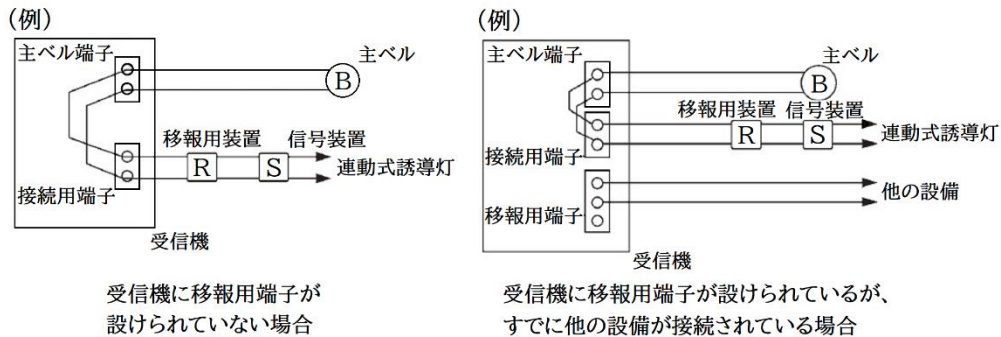 (例)
主ベル端子
主ベル
B
移報用装置 信号装置
R S
連動式誘導灯
接続用端子
受信機
受信機に移報用端子が
設けられていない場合
(例)
主ベル端子
主ベル
B
移報用装置 信号装置
R S
連動式誘導灯
接続用端子
他の設備
移報用端子
受信機
受信機に移報用端子が設けられているが、
すでに他の設備が接続されている場合